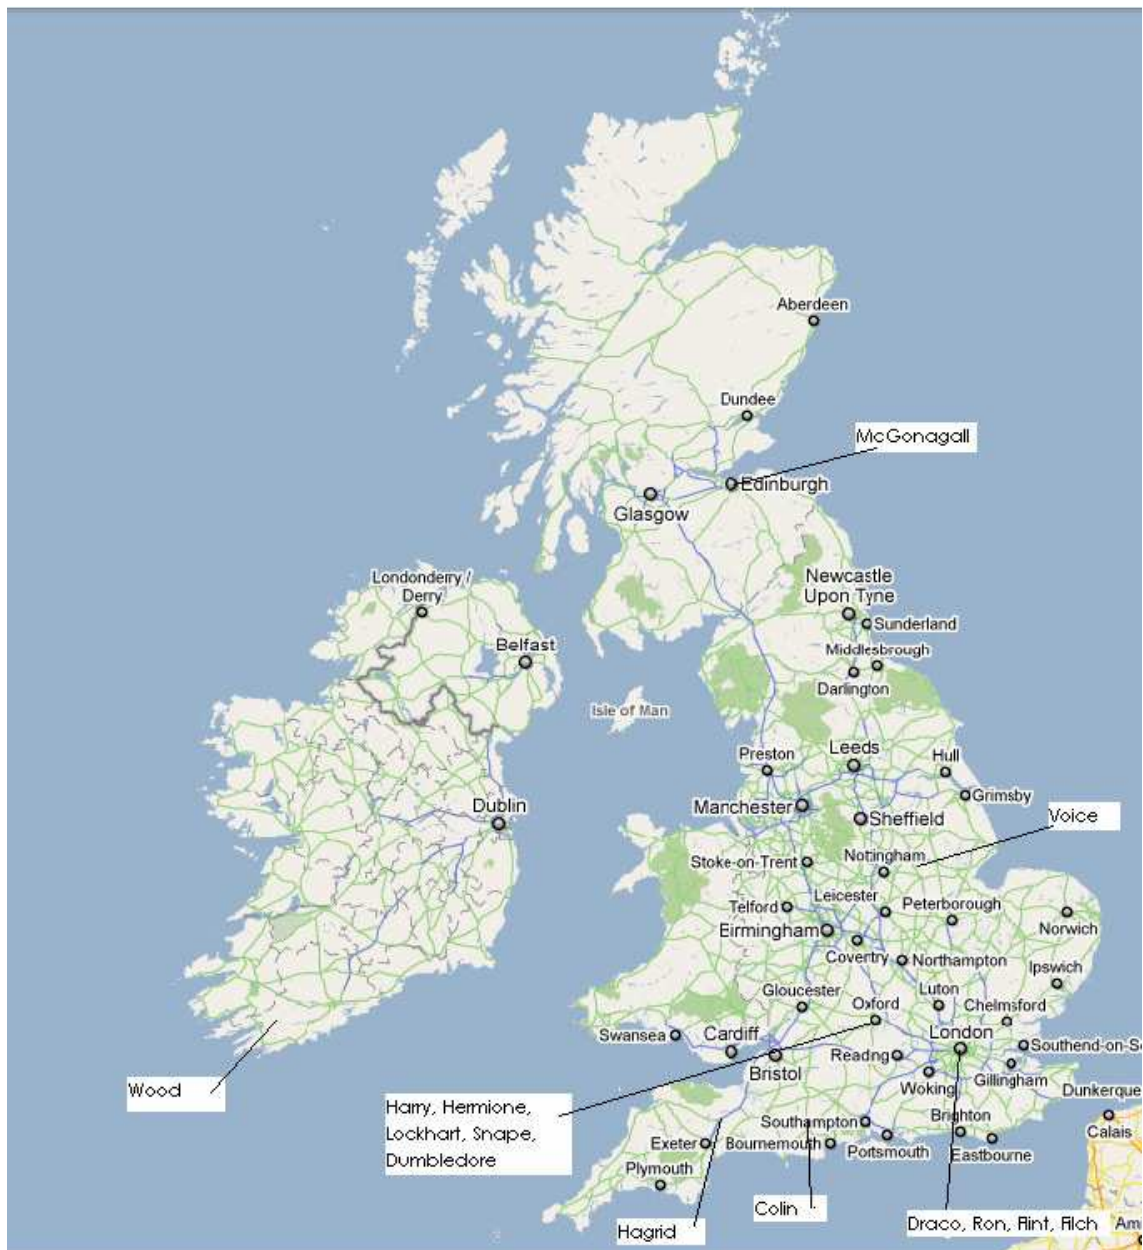 Aberdeen
Dundee
McGonagall
Edinburgh
Glasgow
Londonderry /
Derry
Newcastle
Upon Tyne
Sunderland
Belfast
Middlesbrough
Darlington
Isle of Man
Preston
Leeds
Hull
Grimsby
Dublin
Manchester
Sheffield
Voice
Stoke-on-Trent
Nottingham
Telford
Leicester
Peterborough
Norwich
Eirmingham
Coventry
Northampton
Ipswich
Gloucester
Oxford
Luton
Chelmsford
Swansea
Cardiff
London
Southend-on-Se
Bristol
Readng
Gillingham
Woking
Dunkerque
Wood
Harry, Hermione,
Lockhart, Snape,
Dumbledore
Southampton
Brighton
Calais
Exeter
Bournemouth
Portsmouth
Eastbourne
Plymouth
Colin
Hagrid
Draco, Ron, Flint, Filch
Am